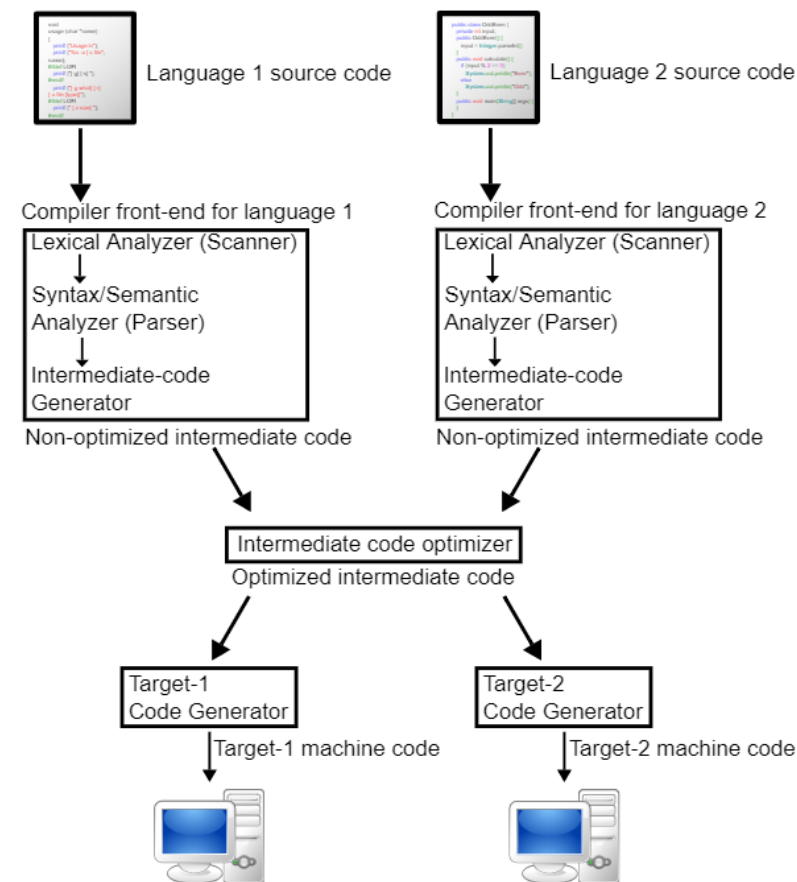 Language 1 source code
Language 2 source code
Compiler front-end for language 1
Lexical Analyzer (Scanner)
Syntax/Semantic
Analyzer (Parser)
Intermediate-code
Generator
Non-optimized intermediate code
Compiler front-end for language 2
Lexical Analyzer (Scanner)
Syntax/Semantic
Analyzer (Parser)
Intermediate-code
Generator
Non-optimized intermediate code
Intermediate code optimizer
Optimized intermediate code
Target-1
Code Generator
Target-1 machine code
Target-2
Code Generator
Target-2 machine code